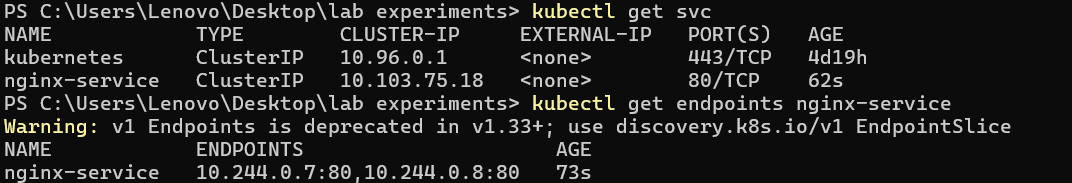 PS C:\Users\Lenovo\Desktop\lab experiments> kubectl get svc
NAME            TYPE        CLUSTER-IP     EXTERNAL-IP   PORT(S)   AGE
kubernetes      ClusterIP   10.96.0.1      <none>        443/TCP   4d19h
nginx-service   ClusterIP   10.103.75.18   <none>        80/TCP    62s
PS C:\Users\Lenovo\Desktop\lab experiments> kubectl get endpoints nginx-service
Warning: v1 Endpoints is deprecated in v1.33+; use discovery.k8s.io/v1 EndpointSlice
NAME            ENDPOINTS                     AGE
nginx-service   10.244.0.7:80,10.244.0.8:80   73s